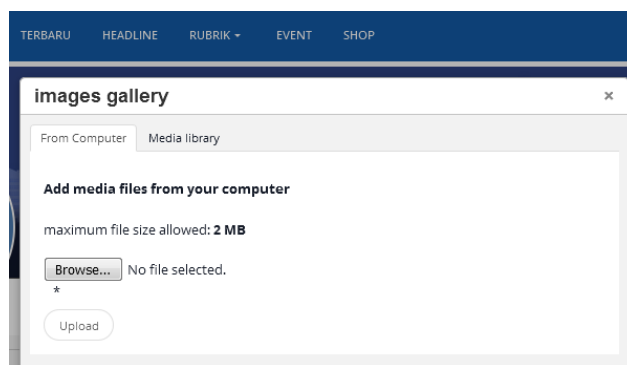 TERBARU HEADLINE RUBRIK EVENT SHOP
images gallery ×
From Computer Media library
Add media files from your computer
maximum file size allowed: 2 MB
Browse... No file selected.
*
Upload